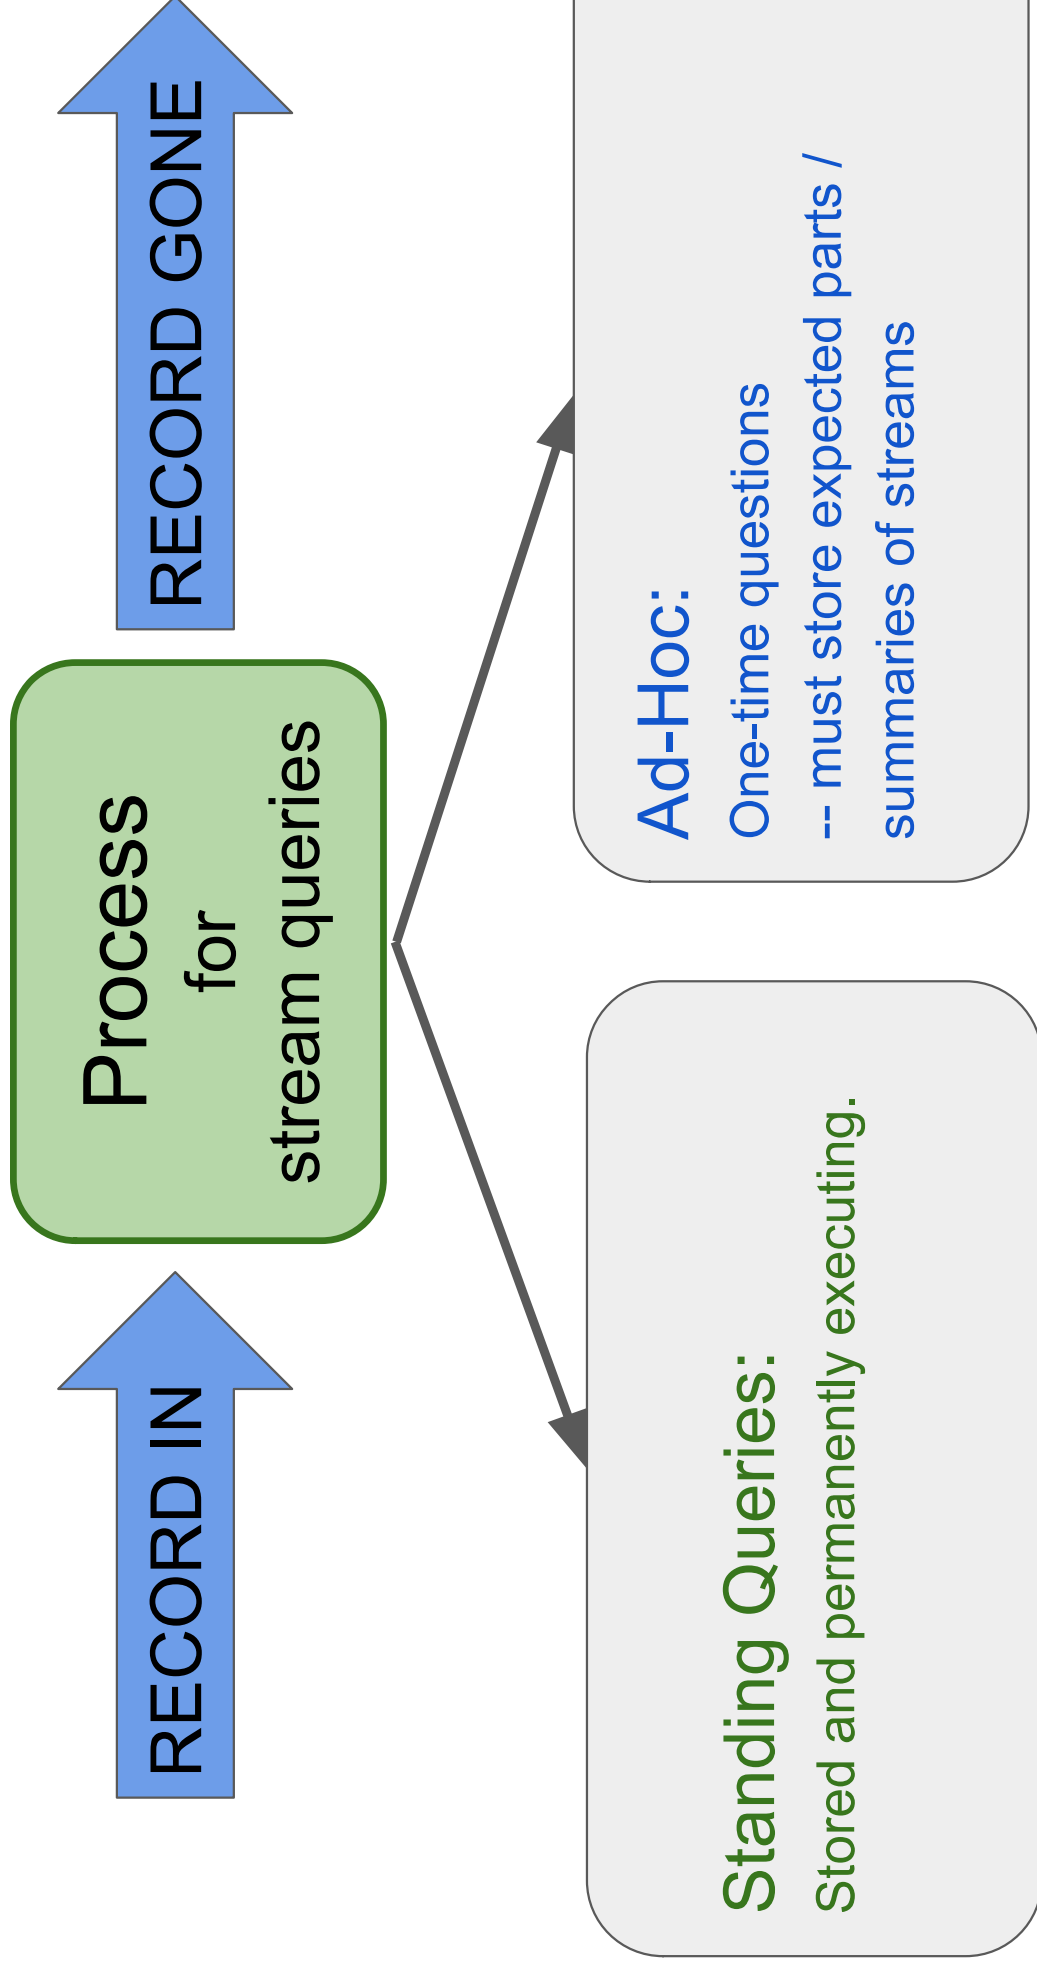 RECORD IN
Process
for
stream queries
RECORD GONE
Standing Queries:
Stored and permanently executing.
Ad-Hoc:
One-time questions
-- must store expected parts /
summaries of streams